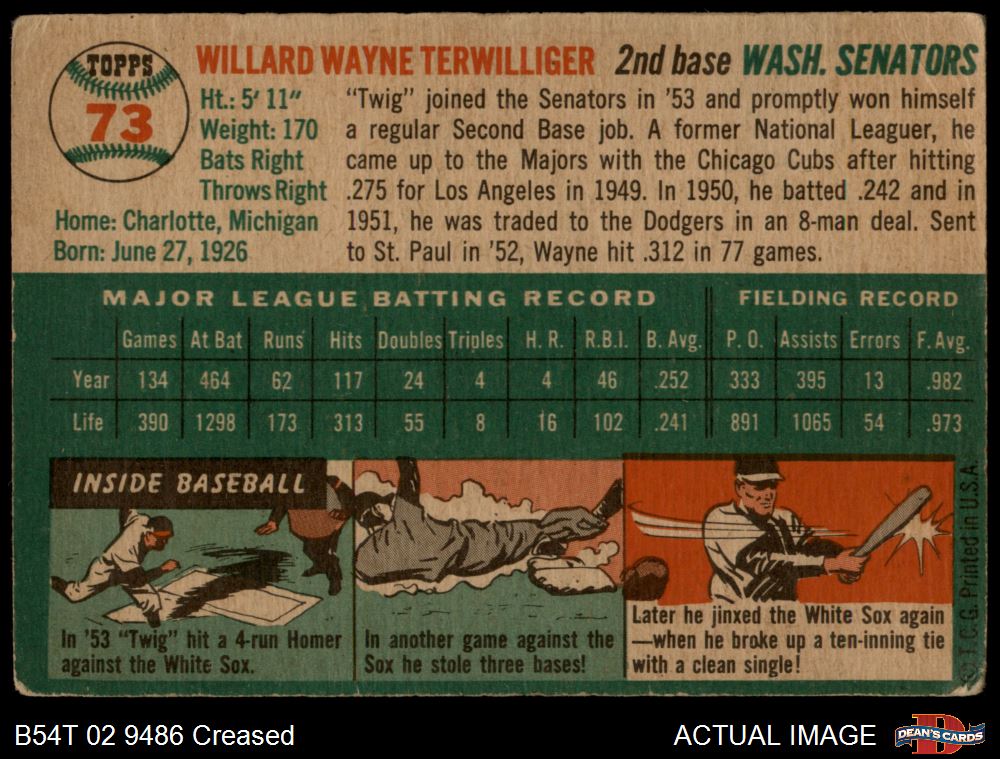 TOPPS
73
WILLARD WAYNE TERWILLIGER 2nd base WASH. SENATORS
Ht.: 5' 11"
Weight: 170
Bats Right
Throws Right
Home: Charlotte, Michigan
Born: June 27, 1926
"Twig" joined the Senators in '53 and promptly won himself
a regular Second Base job. A former National Leaguer, he
came up to the Majors with the Chicago Cubs after hitting
.275 for Los Angeles in 1949. In 1950, he batted .242 and in
1951, he was traded to the Dodgers in an 8-man deal. Sent
to St. Paul in '52, Wayne hit .312 in 77 games.
MAJOR LEAGUE BATTING RECORD FIELDING RECORD
Games At Bat Runs Hits Doubles Triples H. R. R.B.I. B. Avg. P. O. Assists Errors F. Avg.
Year 134 464 62 117 24 4 4 46 .252 333 395 13 .982
Life 390 1298 173 313 55 8 16 102 .241 891 1065 54 .973
INSIDE BASEBALL
In '53 "Twig" hit a 4-run Homer
against the White Sox.
In another game against the
Sox he stole three bases!
Later he jinxed the White Sox again
—when he broke up a ten-inning tie
with a clean single!
© T.C.G. Printed in U.S.A.
B54T 02 9486 Creased
ACTUAL IMAGE
D
DEAN'S CARDS